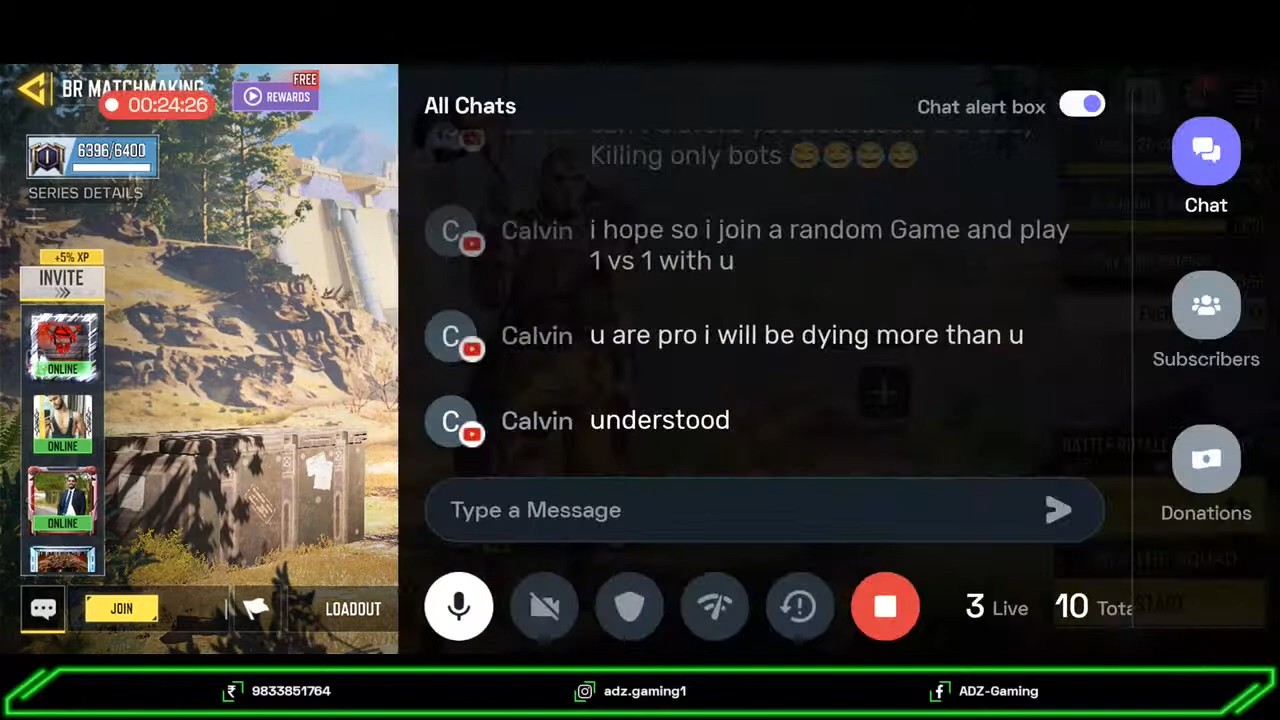 BR MATCHMAKING
00:24:26
FREE
REWARDS
6396/6400
SERIES DETAILS
+5% XP
INVITE
ONLINE
ONLINE
ONLINE
JOIN
LOADOUT
All Chats
Chat alert box
Killing only bots 😂😂😂😂
C Calvin i hope so i join a random Game and play
1 vs 1 with u
C Calvin u are pro i will be dying more than u
C Calvin understood
Type a Message
3 Live 10 Tota
Chat
Subscribers
Donations
₹ 9833851764
adz.gaming1
ADZ-Gaming